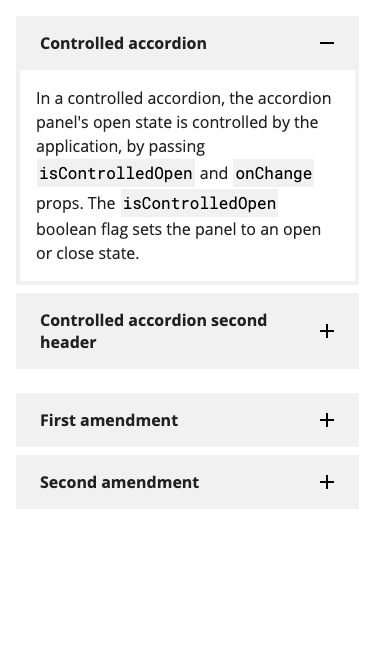 Controlled accordion
In a controlled accordion, the accordion
panel's open state is controlled by the
application, by passing
isControlledOpen and onChange
props. The isControlledOpen
boolean flag sets the panel to an open
or close state.
Controlled accordion second
header
First amendment
Second amendment